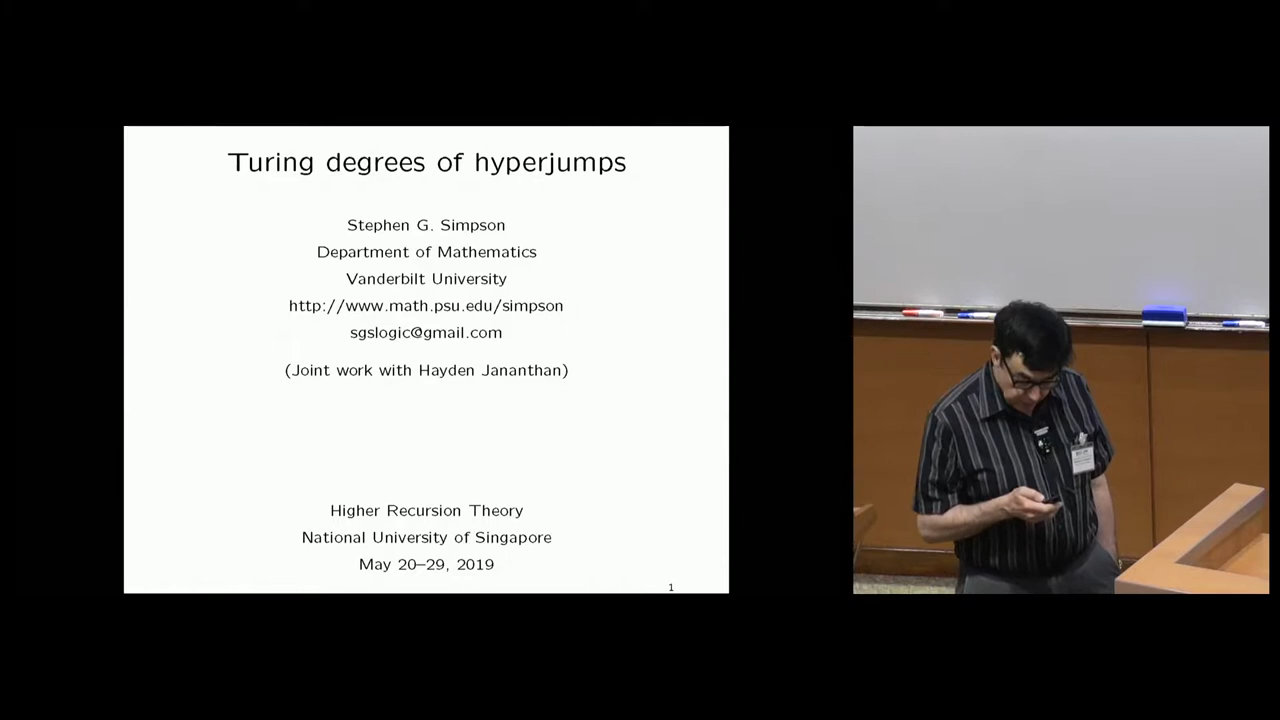 Turing degrees of hyperjumps
Stephen G. Simpson
Department of Mathematics
Vanderbilt University
http://www.math.psu.edu/simpson
sgslogic@gmail.com
(Joint work with Hayden Jananthan)
Higher Recursion Theory
National University of Singapore
May 20–29, 2019
1